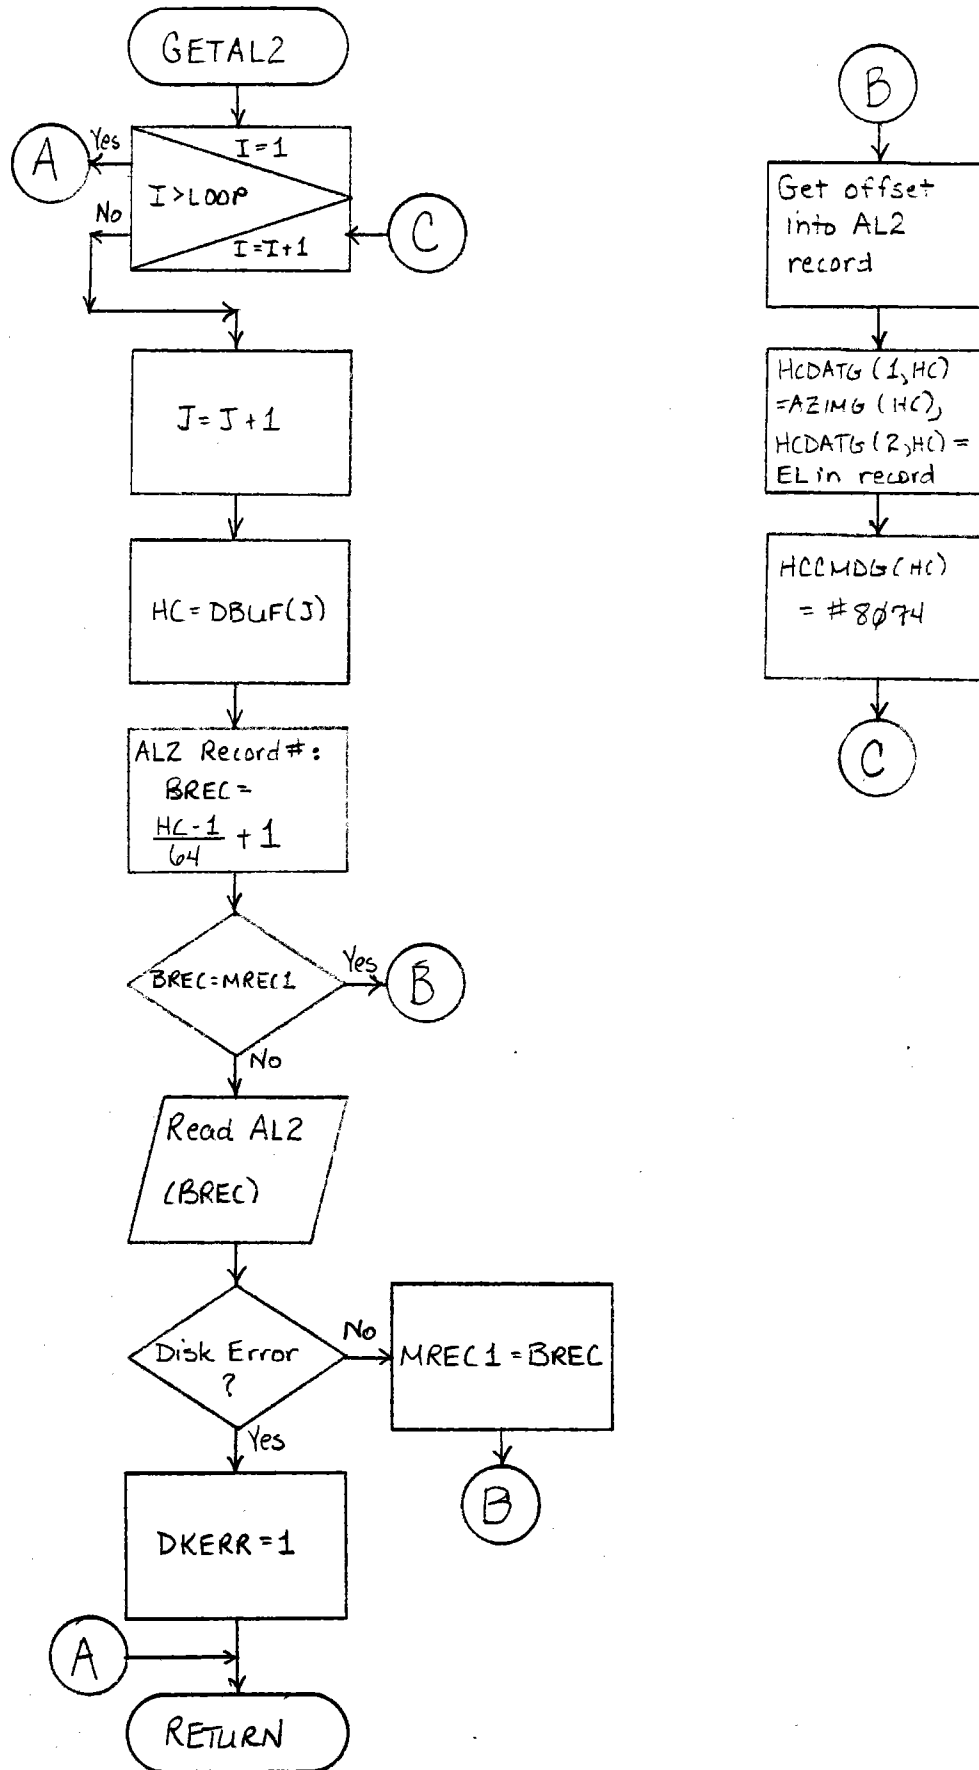 GETAL2
A
Yes
I=1
I>LOOP
No
I=I+1
C
J=J+1
HC=DBUF(J)
AL2 Record#:
BREC=
HC-1
64
+ 1
BREC=MREC1
Yes
B
No
Read AL2
(BREC)
Disk Error
?
No
MREC1=BREC
Yes
B
DKERR=1
A
RETURN
B
Get offset
into AL2
record
HCDATG(1,HC)
=AZIMG(HC),
HCDATG(2,HC)=
EL in record
HCCMDG(HC)
= #8074
C